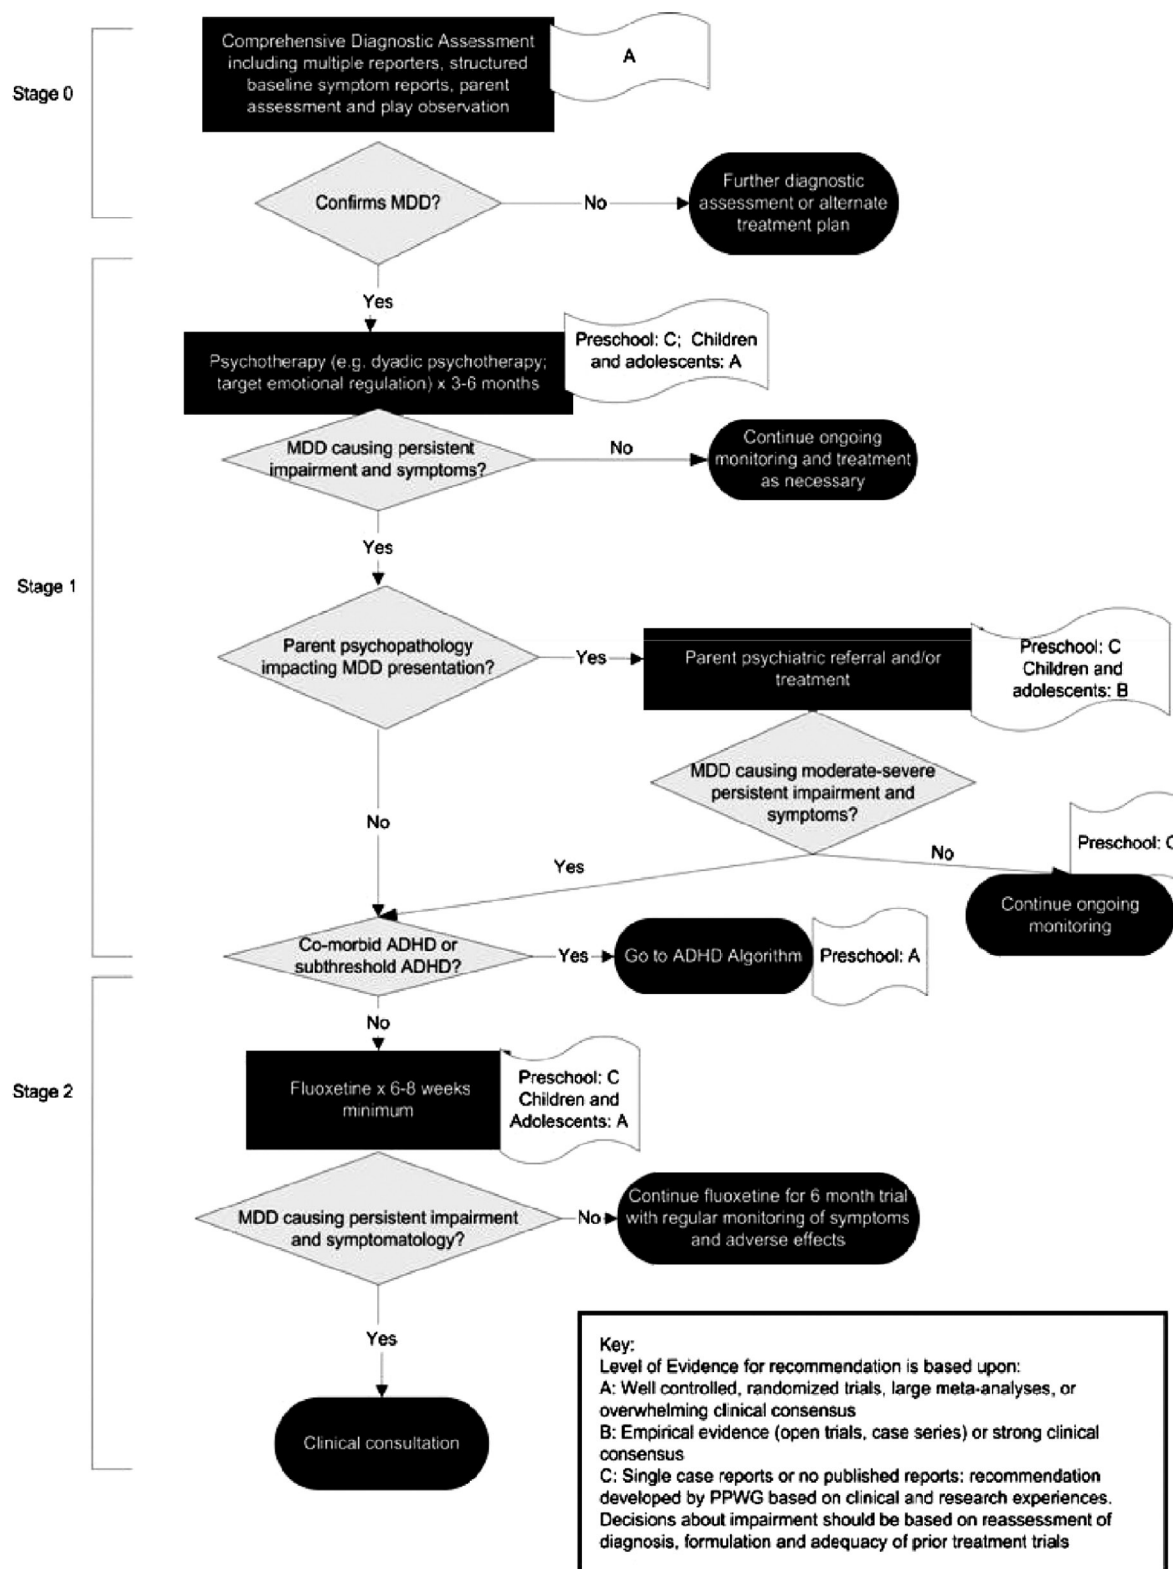 Stage 0
Comprehensive Diagnostic Assessment
including multiple reporters, structured
baseline symptom reports, parent
assessment and play observation
A
Confirms MDD?
No
Further diagnostic
assessment or alternate
treatment plan
Yes
Stage 1
Psychotherapy (e.g. dyadic psychotherapy;
target emotional regulation) x 3-6 months
Preschool: C; Children
and adolescents: A
MDD causing persistent
impairment and symptoms?
No
Continue ongoing
monitoring and treatment
as necessary
Yes
Parent psychopathology
impacting MDD presentation?
Yes
Parent psychiatric referral and/or
treatment
Preschool: C
Children and
adolescents: B
MDD causing moderate-severe
persistent impairment and
symptoms?
No
Yes
No
Preschool: C
Continue ongoing
monitoring
Co-morbid ADHD or
subthreshold ADHD?
Yes
Go to ADHD Algorithm
Preschool: A
No
Stage 2
Fluoxetine x 6-8 weeks
minimum
Preschool: C
Children and
Adolescents: A
MDD causing persistent impairment
and symptomatology?
No
Continue fluoxetine for 6 month trial
with regular monitoring of symptoms
and adverse effects
Yes
Clinical consultation
Key:
Level of Evidence for recommendation is based upon:
A: Well controlled, randomized trials, large meta-analyses, or
overwhelming clinical consensus
B: Empirical evidence (open trials, case series) or strong clinical
consensus
C: Single case reports or no published reports: recommendation
developed by PPWG based on clinical and research experiences.
Decisions about impairment should be based on reassessment of
diagnosis, formulation and adequacy of prior treatment trials